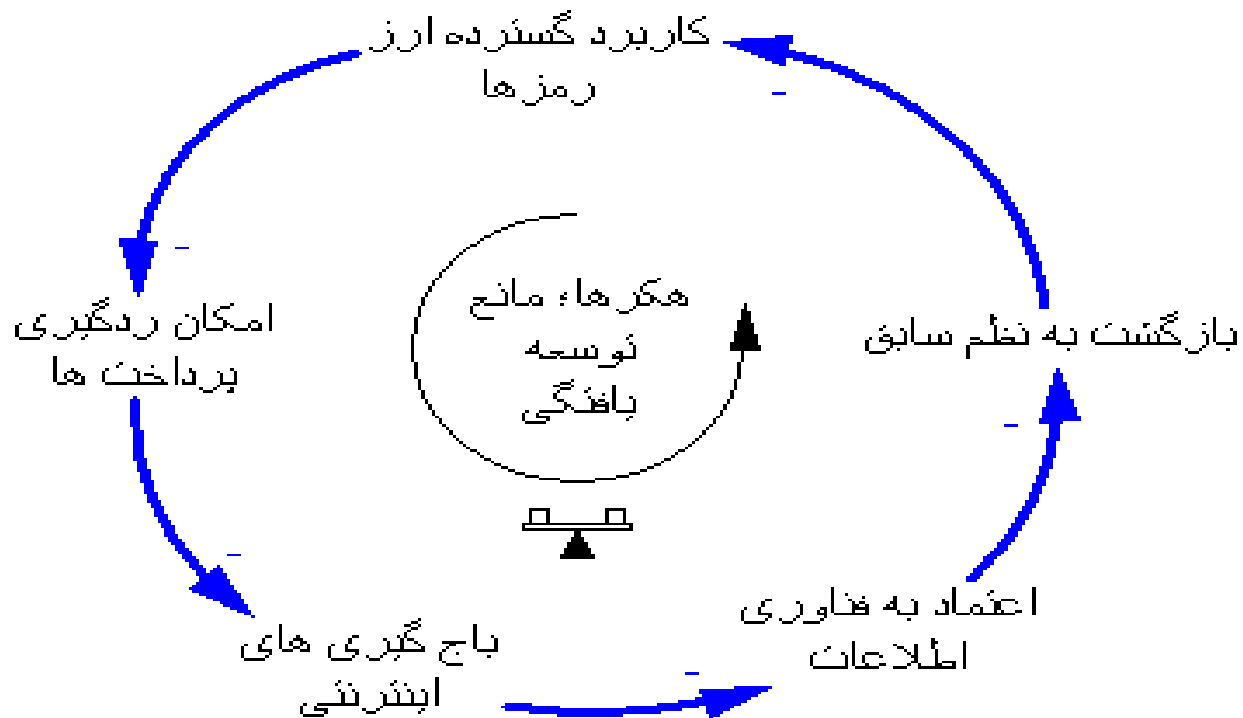 کاربرد گسترده ارز
رمزها
امکان ردگیری
پرداخت ها
باج گیری های
اینترنتی
اعتماد به فناوری
اطلاعات
بازگشت به نظم سابق
هکرها؛ مانع
توسعه
یافتگی
-
-
-
-
-